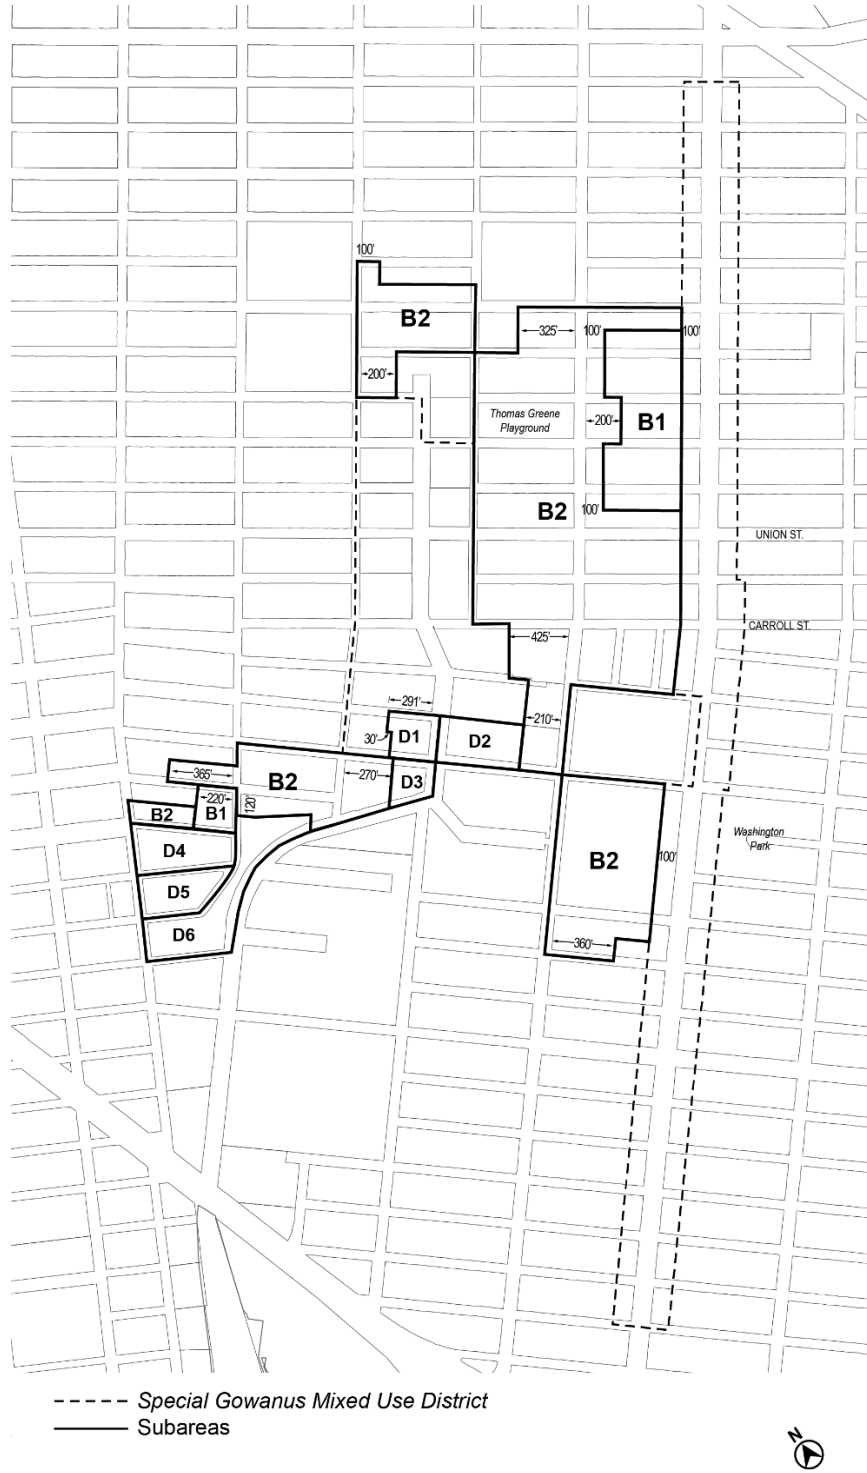 100'
B2
325'
100'
100'
200'
Thomas Greene
Playground
200'
B1
B2
100'
UNION ST.
CARROLL ST.
425'
291'
210'
30'
D1
D2
365'
B2
270'
D3
220'
120'
B2
B1
Washington
Park
D4
B2
100'
D5
D6
360'
Special Gowanus Mixed Use District
Subareas
N